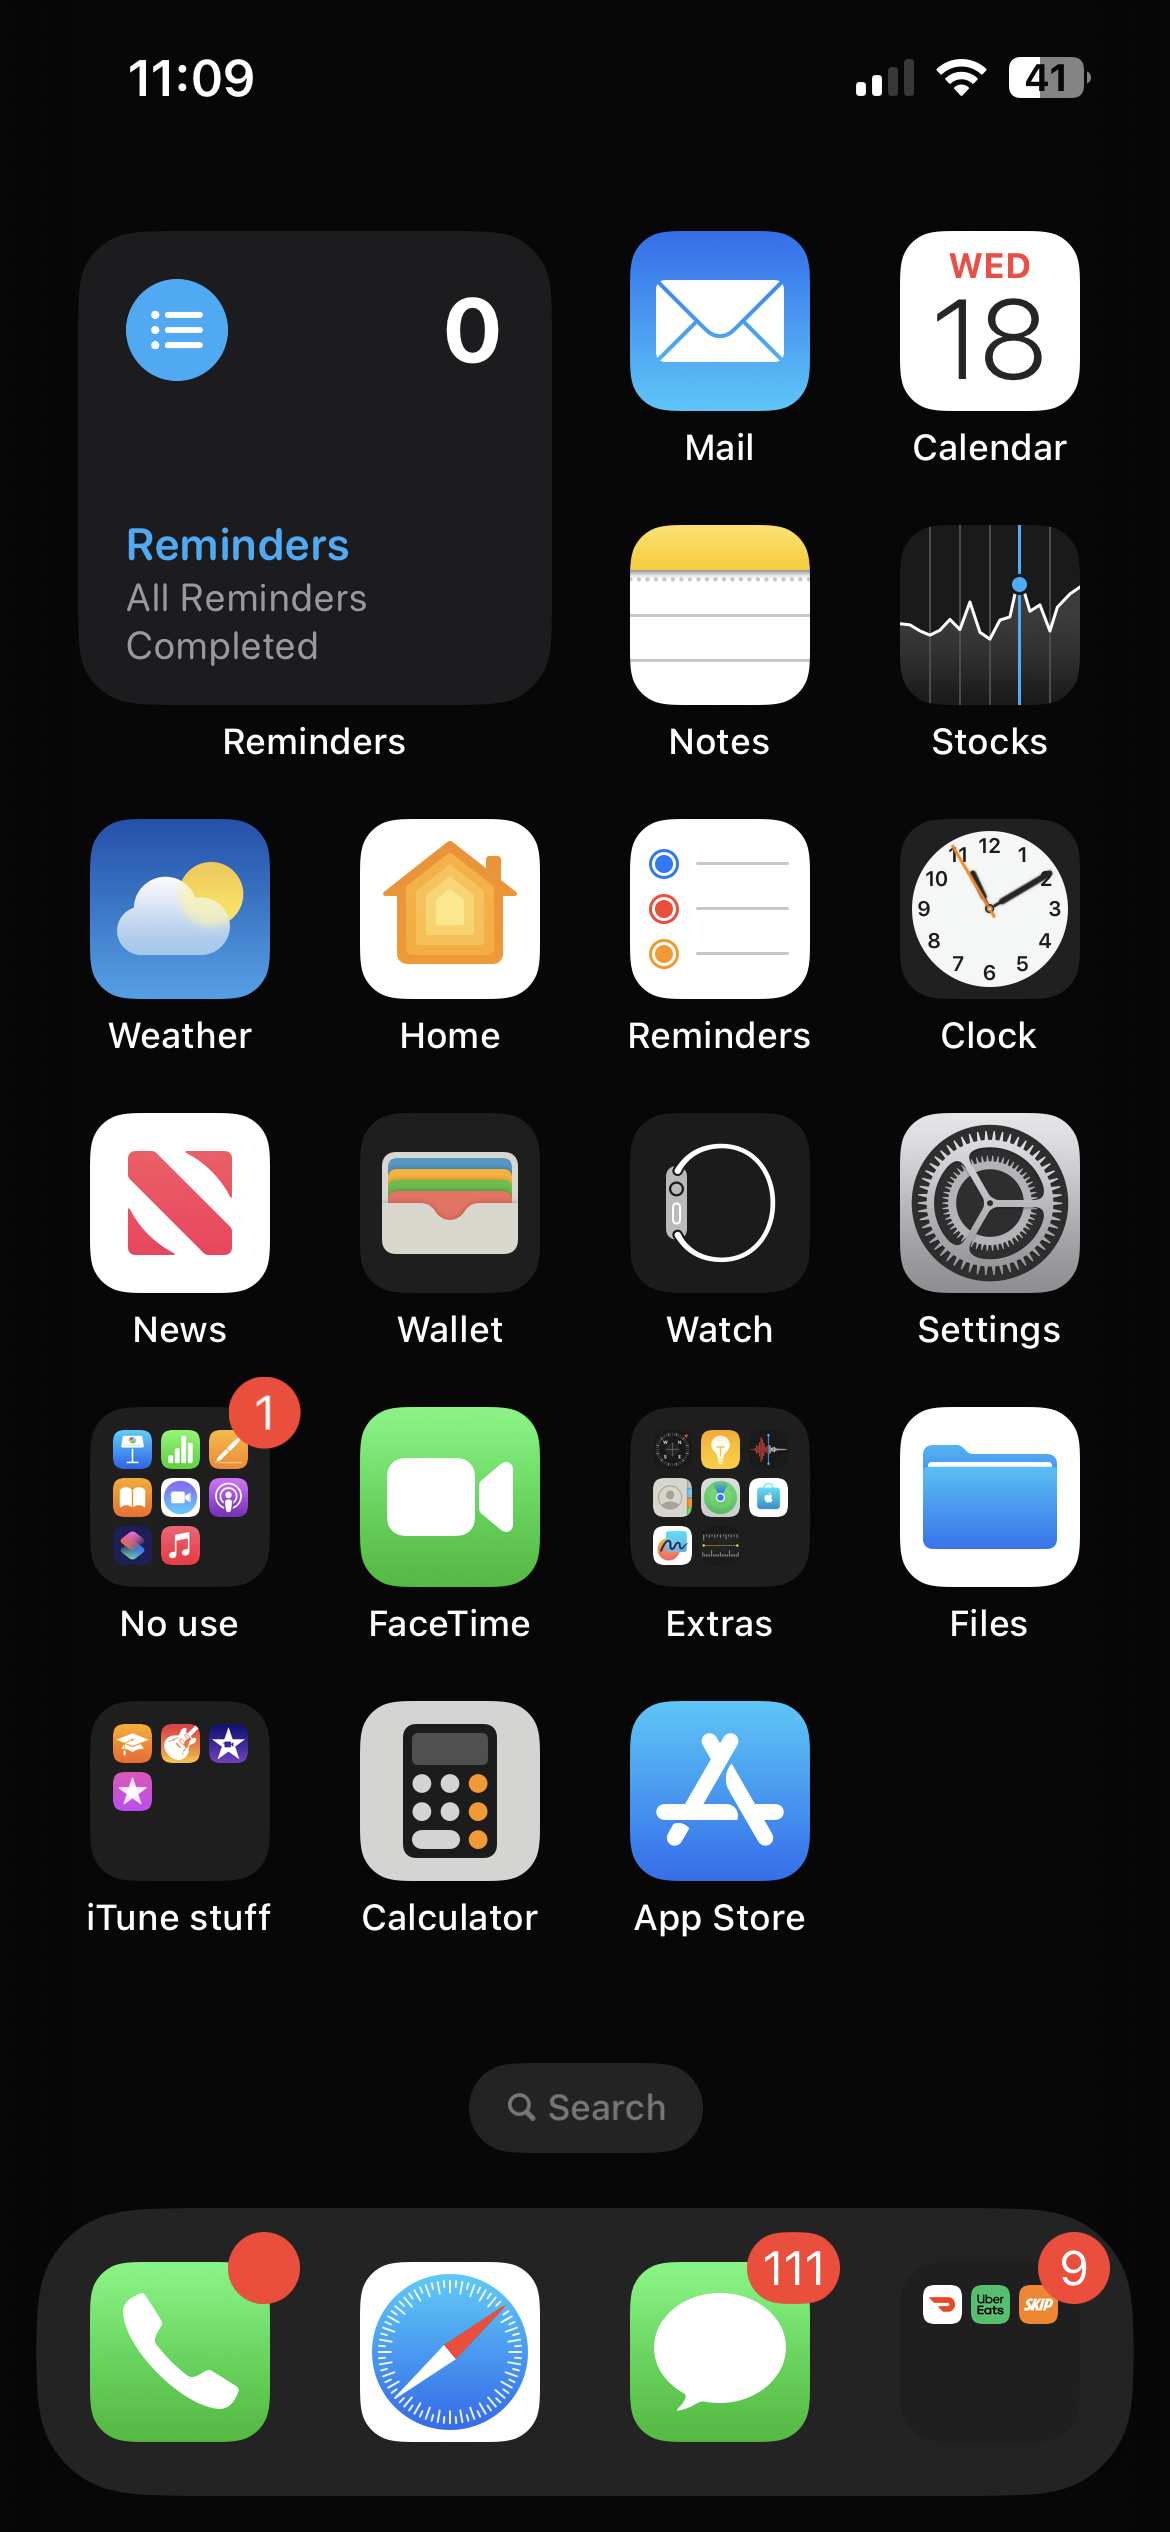 11:09
41
0
Reminders
All Reminders
Completed
Reminders
Mail
WED
18
Calendar
Notes
Stocks
Weather
Home
Reminders
12
1
2
3
4
5
6
7
8
9
10
11
Clock
News
Wallet
Watch
Settings
1
No use
FaceTime
Extras
Files
iTune stuff
Calculator
App Store
Search
111
Uber
Eats
SKIP
9